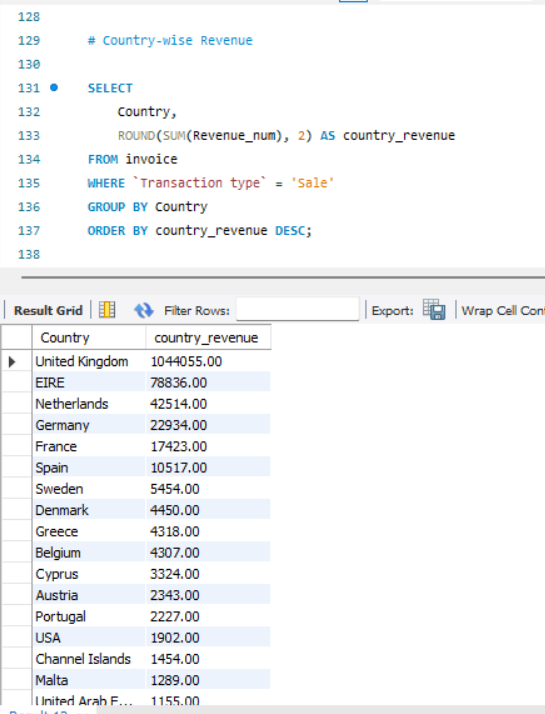 128
129 # Country-wise Revenue
130
131 SELECT
132 Country,
133 ROUND(SUM(Revenue_num), 2) AS country_revenue
134 FROM invoice
135 WHERE `Transaction type` = 'Sale'
136 GROUP BY Country
137 ORDER BY country_revenue DESC;
138
Result Grid Filter Rows: Export: Wrap Cell Cont
Country country_revenue
United Kingdom 1044055.00
EIRE 78836.00
Netherlands 42514.00
Germany 22934.00
France 17423.00
Spain 10517.00
Sweden 5454.00
Denmark 4450.00
Greece 4318.00
Belgium 4307.00
Cyprus 3324.00
Austria 2343.00
Portugal 2227.00
USA 1902.00
Channel Islands 1454.00
Malta 1289.00
United Arab E... 1155.00